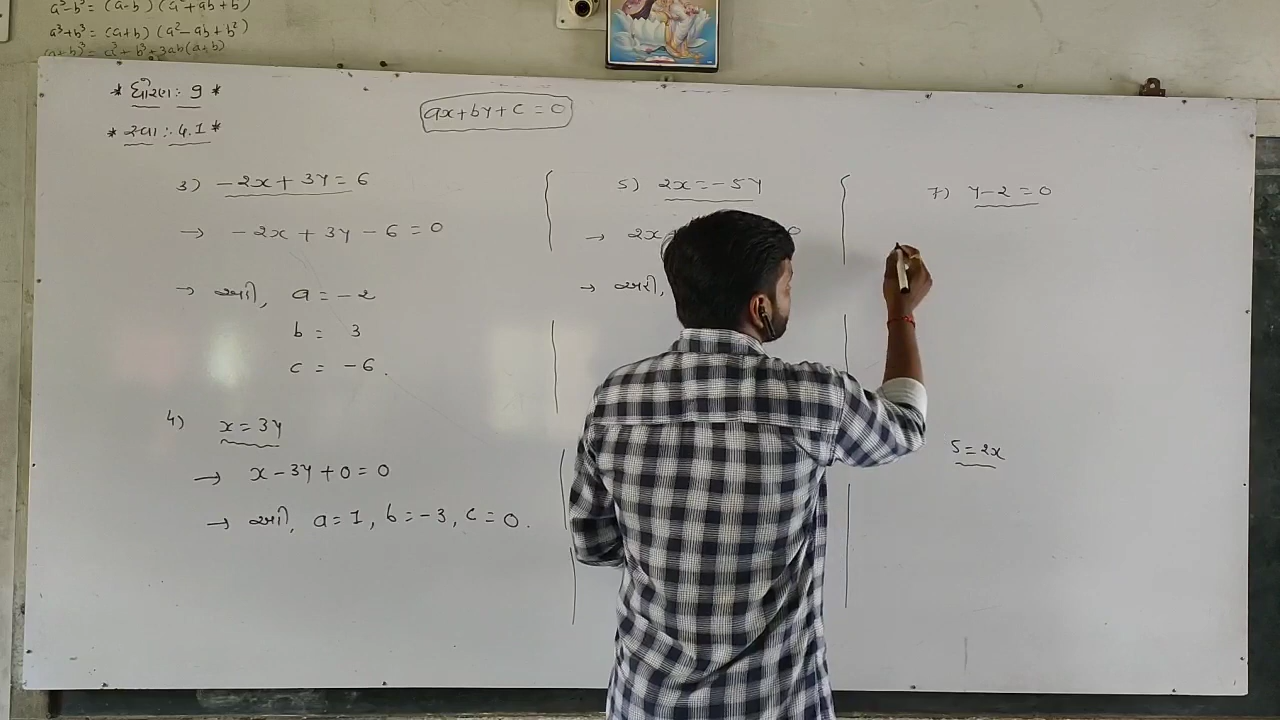 a³-b³ = (a-b) (a²+ab+b²)
a³+b³ = (a+b) (a²-ab+b²)
(a+b)³ = a³+b³+3ab(a+b)
* ધોરણ : 9 *
* સ્વા : 4.1 *
ax+by+c=0
3) -2x+3y=6
→ -2x+3y-6=0
→ અહી, a=-2
b = 3
c = -6.
4) x=3y
→ x-3y+0=0
→ અહી, a=1, b=-3, c=0.
5) 2x=-5y
→ 2x 0
→ અહી,
7) y-2=0
5=2x